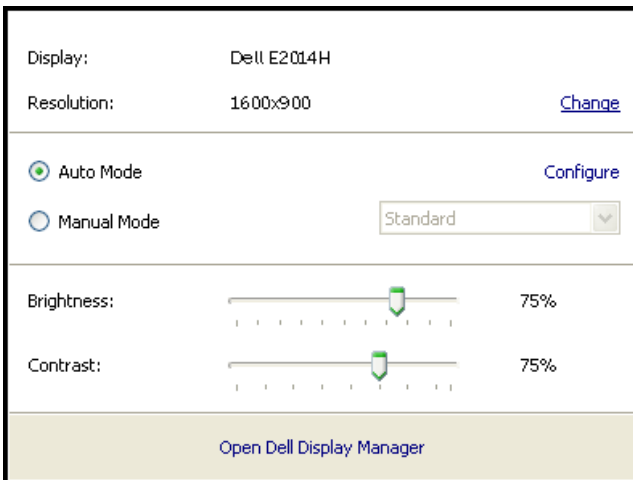 Display: Dell E2014H
Resolution: 1600x900 Change
Auto Mode Configure
Manual Mode Standard
Brightness: 75%
Contrast: 75%
Open Dell Display Manager